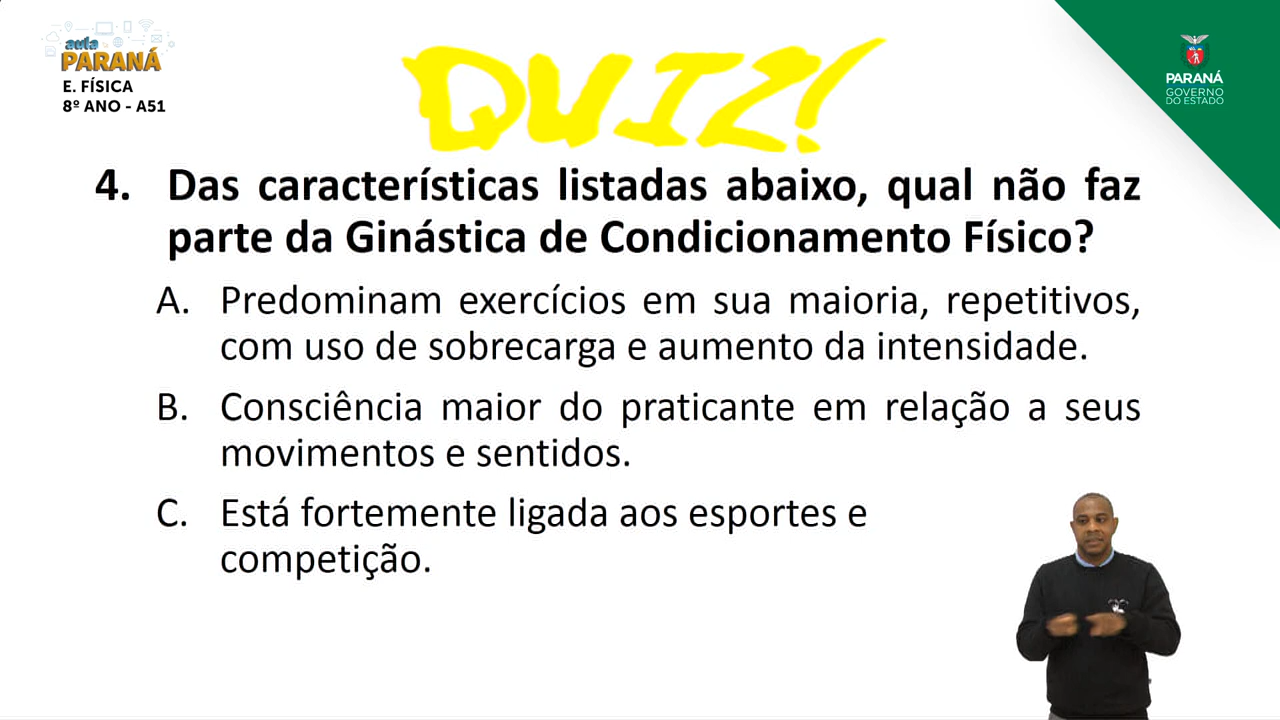 aula
PARANÁ
E. FÍSICA
8º ANO - A51
QUIZ!
PARANÁ
GOVERNO
DO ESTADO
4. Das características listadas abaixo, qual não faz
parte da Ginástica de Condicionamento Físico?
A. Predominam exercícios em sua maioria, repetitivos,
com uso de sobrecarga e aumento da intensidade.
B. Consciência maior do praticante em relação a seus
movimentos e sentidos.
C. Está fortemente ligada aos esportes e
competição.